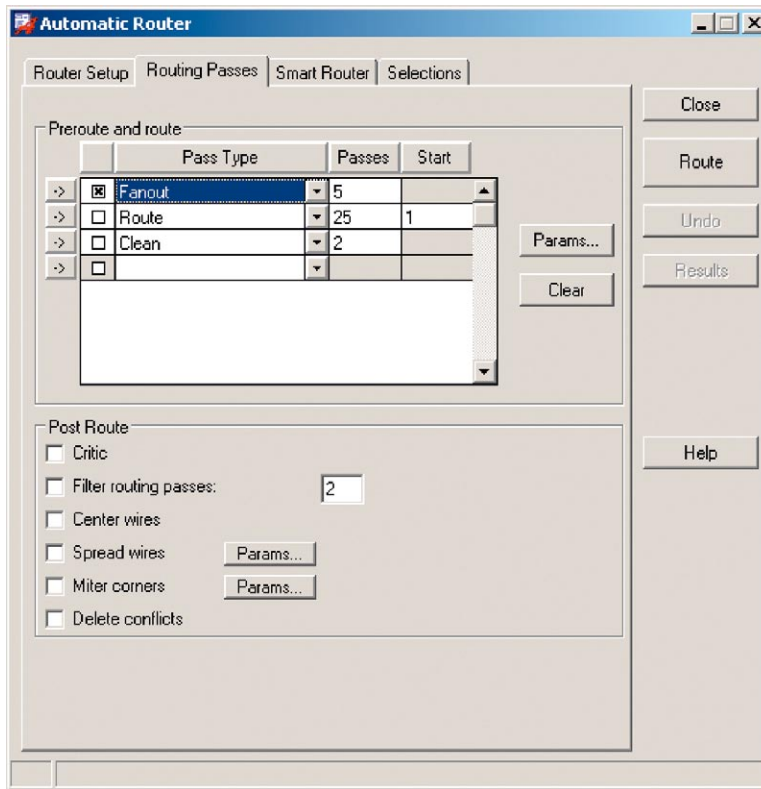 Automatic Router
Router Setup Routing Passes Smart Router Selections
Close
Preroute and route
Pass Type Passes Start
Route
-> Fanout 5
-> Route 25 1
Undo
-> Clean 2
Params...
->
Results
Clear
Post Route
Critic
Help
Filter routing passes: 2
Center wires
Spread wires Params...
Miter corners Params...
Delete conflicts